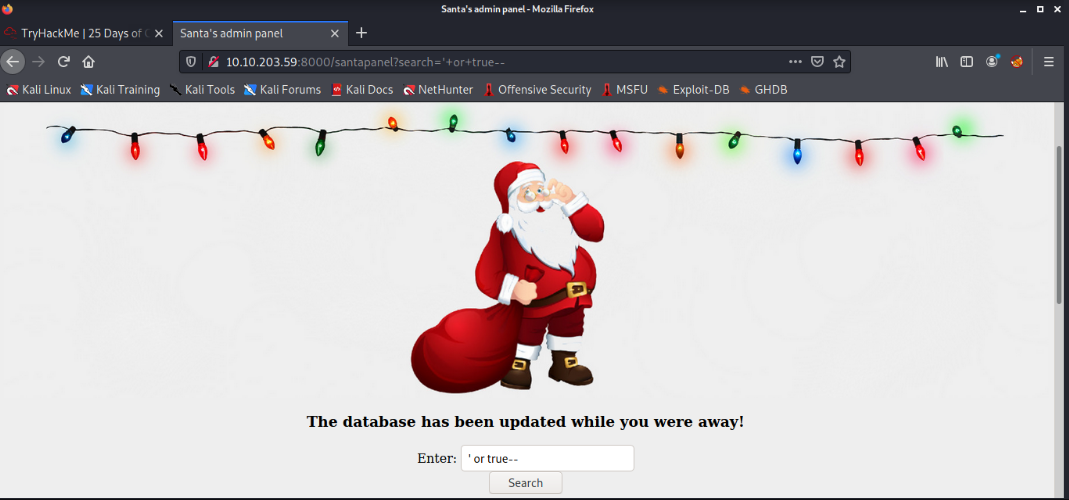 Santa's admin panel - Mozilla Firefox
TryHackMe | 25 Days of
Santa's admin panel
10.10.203.59:8000/santapanel?search='+or+true--
Kali Linux Kali Training Kali Tools Kali Forums Kali Docs NetHunter Offensive Security MSFU Exploit-DB GHDB
The database has been updated while you were away!
Enter: ' or true--
Search